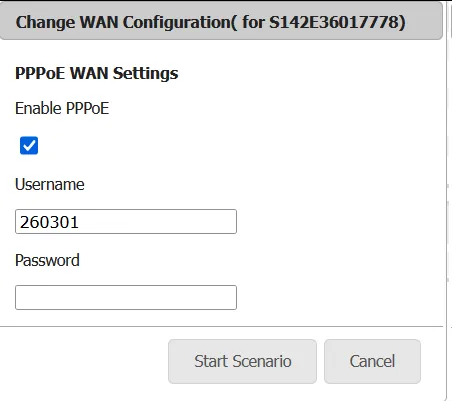 Change WAN Configuration( for S142E36017778)
PPPoE WAN Settings
Enable PPPoE
Username
260301
Password
Start Scenario
Cancel